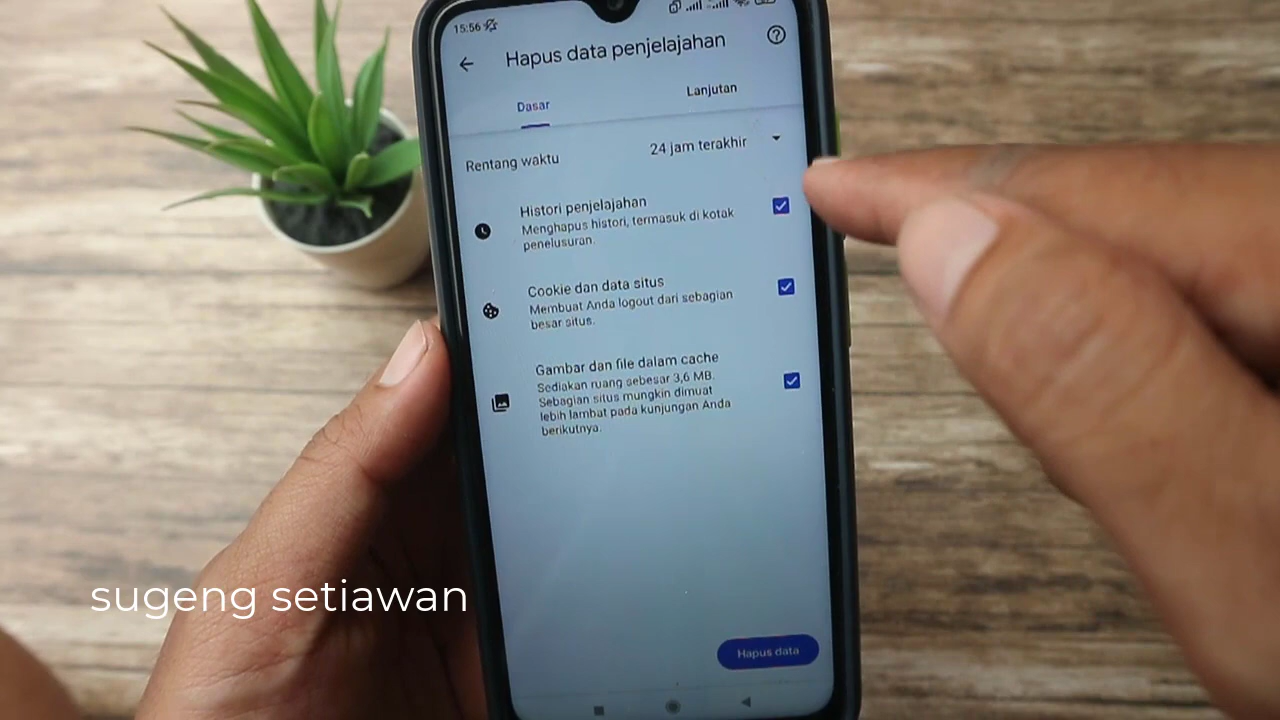 15:56
Hapus data penjelajahan
Dasar
Lanjutan
Rentang waktu
24 jam terakhir
Histori penjelajahan
Menghapus histori, termasuk di kotak
penelusuran.
Cookie dan data situs
Membuat Anda logout dari sebagian
besar situs.
Gambar dan file dalam cache
Sediakan ruang sebesar 3,6 MB.
Sebagian situs mungkin dimuat
lebih lambat pada kunjungan Anda
berikutnya.
sugeng setiawan
Hapus data